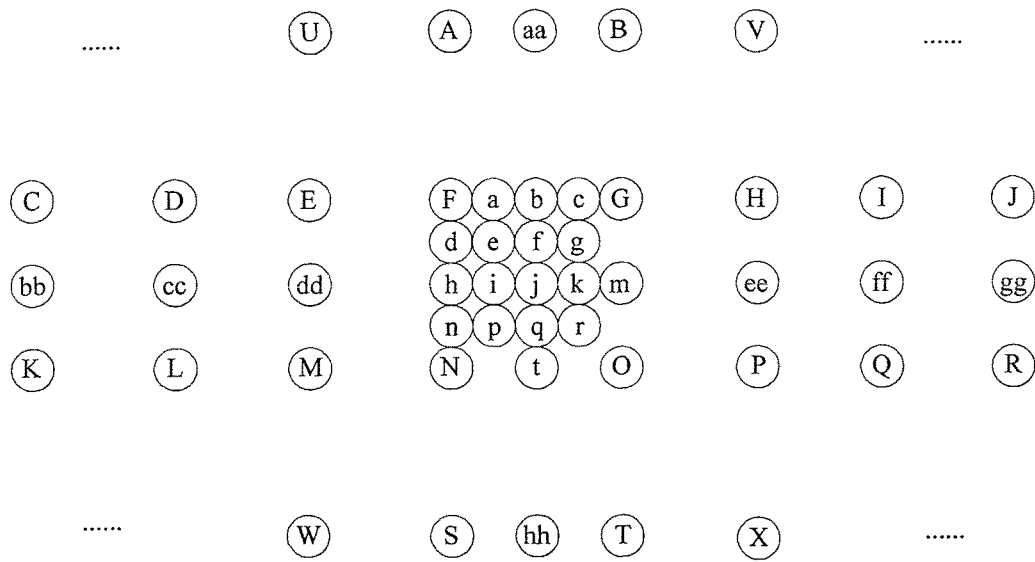 ...... U A aa B V ......
C D E F a b c G H I J
d e f g
bb cc dd h i j k m ee ff gg
n p q r
K L M N t O P Q R
...... W S hh T X ......